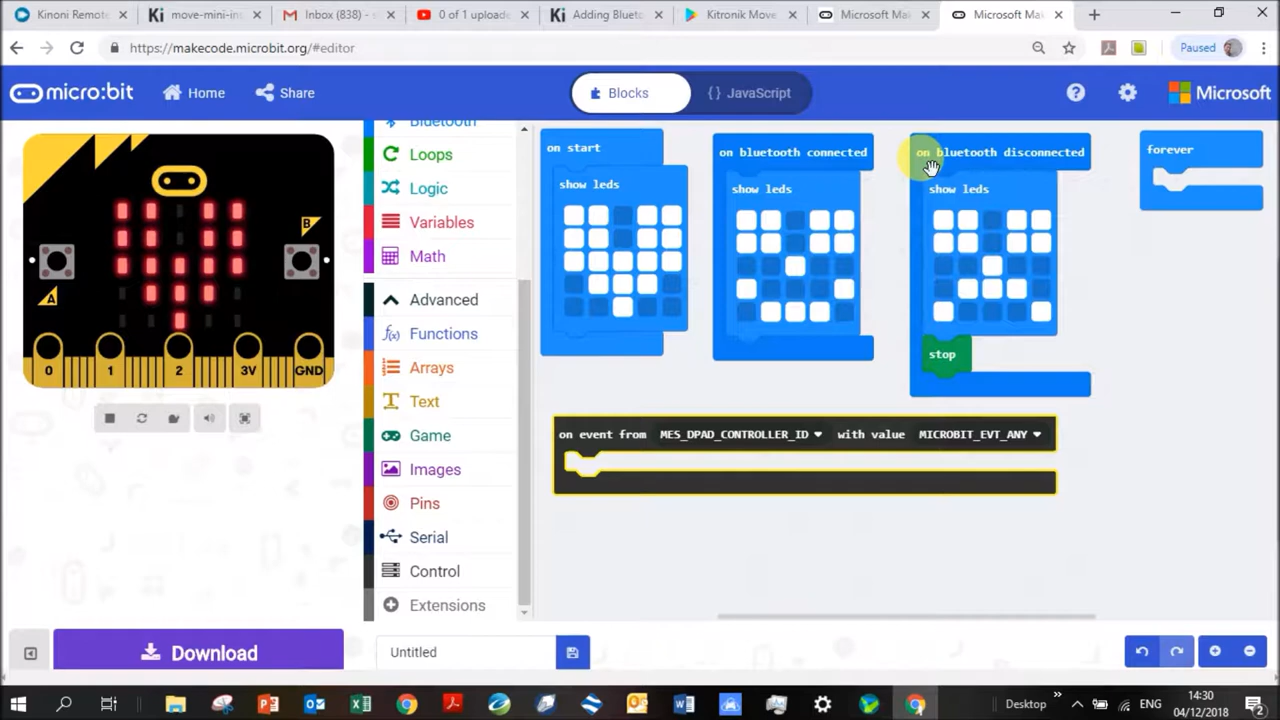 Kinoni Remot
move-mini-ins
Inbox (838) - s
0 of 1 uploade
Adding Blueto
Kitronik Move
Microsoft Ma
Microsoft Ma
https://makecode.microbit.org/#editor
Paused
micro:bit
Home
Share
Blocks
{ } JavaScript
Microsoft
Bluetooth
Loops
Logic
Variables
Math
Advanced
Functions
Arrays
Text
Game
Images
Pins
Serial
Control
Extensions
on start
show leds
on bluetooth connected
show leds
on bluetooth disconnected
show leds
stop
forever
on event from MES_DPAD_CONTROLLER_ID with value MICROBIT_EVT_ANY
A
B
0 1 2 3V GND
Download
Untitled
Desktop
ENG
14:30
04/12/2018
2